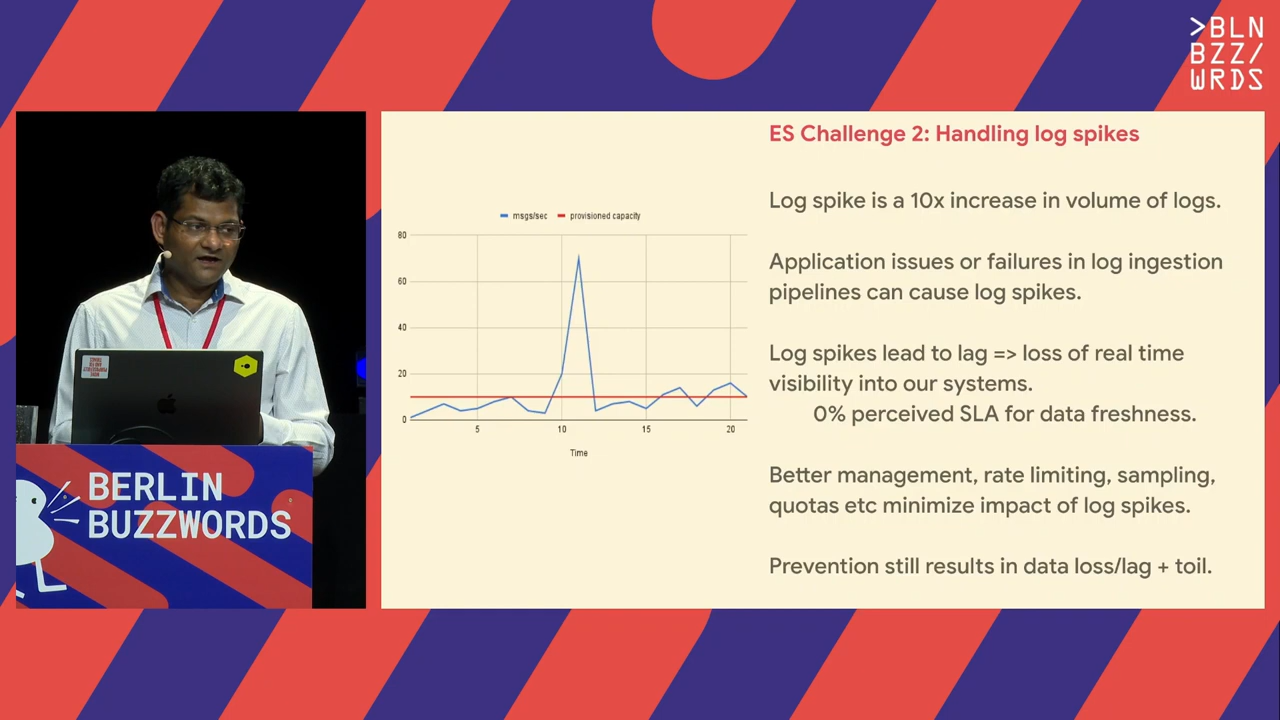 >BLN
BZZ/
WRDS
ES Challenge 2: Handling log spikes
Log spike is a 10x increase in volume of logs.
Application issues or failures in log ingestion
pipelines can cause log spikes.
Log spikes lead to lag => loss of real time
visibility into our systems.
0% perceived SLA for data freshness.
Better management, rate limiting, sampling,
quotas etc minimize impact of log spikes.
Prevention still results in data loss/lag + toil.
msgs/sec provisioned capacity
80
60
40
20
0
5 10 15 20
Time
BERLIN
BUZZWORDS